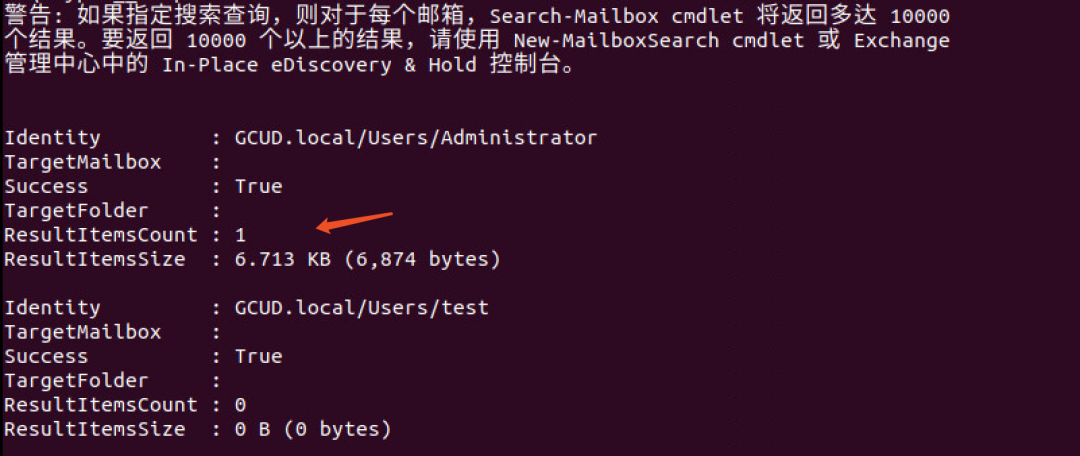 警告: 如果指定搜索查询，则对于每个邮箱，Search-Mailbox cmdlet 将返回多达 10000
个结果。要返回 10000 个以上的结果，请使用 New-MailboxSearch cmdlet 或 Exchange
管理中心中的 In-Place eDiscovery & Hold 控制台。
Identity : GCUD.local/Users/Administrator
TargetMailbox :
Success : True
TargetFolder :
ResultItemsCount : 1
ResultItemsSize : 6.713 KB (6,874 bytes)
Identity : GCUD.local/Users/test
TargetMailbox :
Success : True
TargetFolder :
ResultItemsCount : 0
ResultItemsSize : 0 B (0 bytes)